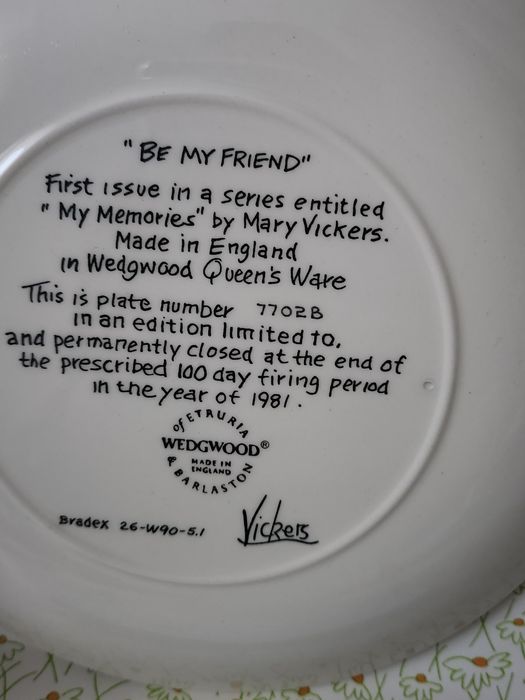 "BE MY FRIEND"
First issue in a series entitled
"My Memories" by Mary Vickers.
Made in England
in Wedgwood Queen's Ware
This is plate number 7702B
in an edition limited to,
and permanently closed at the end of
the prescribed 100 day firing period
in the year of 1981.
of ETRURIA
WEDGWOOD®
MADE IN
ENGLAND
& BARLASTON
Bradex 26-W90-5.1
Vickers